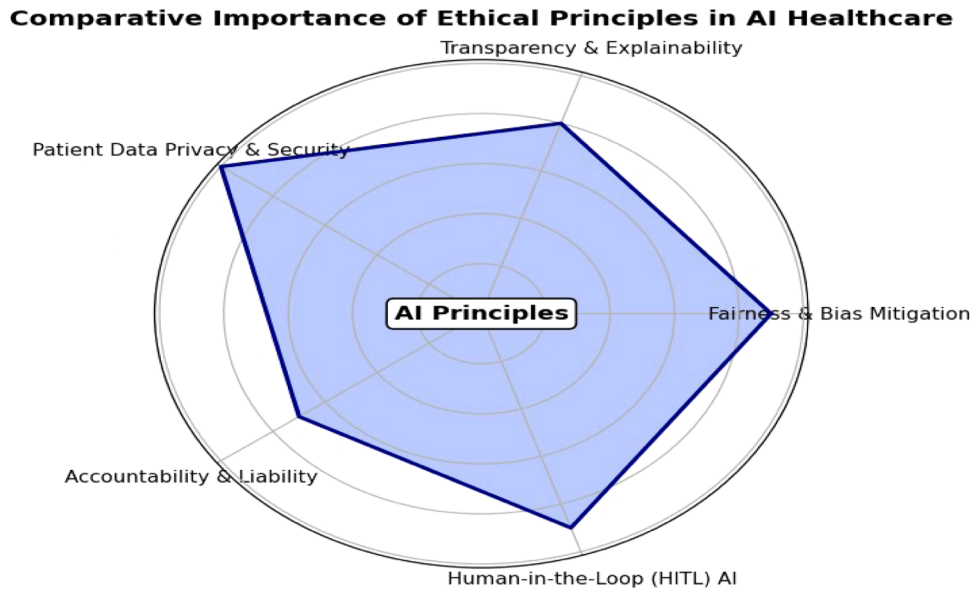 Comparative Importance of Ethical Principles in AI Healthcare
Transparency & Explainability
Patient Data Privacy & Security
AI Principles
Fairness & Bias Mitigation
Accountability & Liability
Human-in-the-Loop (HITL) AI